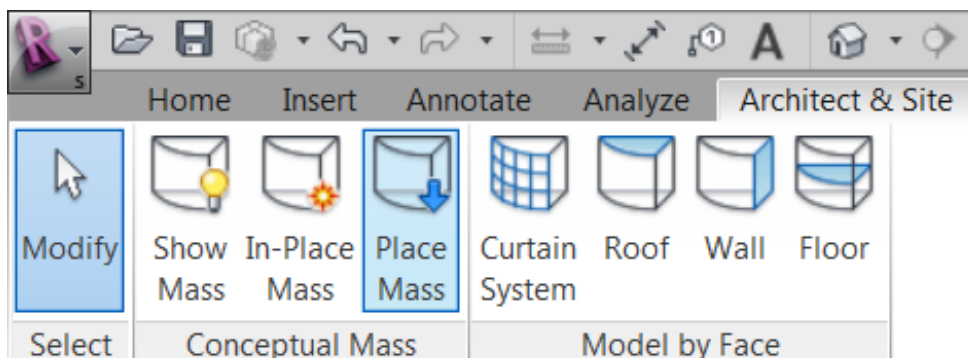 R
S
1
A
Home Insert Annotate Analyze Architect & Site
Modify
Show Mass
In-Place Mass
Place Mass
Curtain System
Roof
Wall
Floor
Select
Conceptual Mass
Model by Face